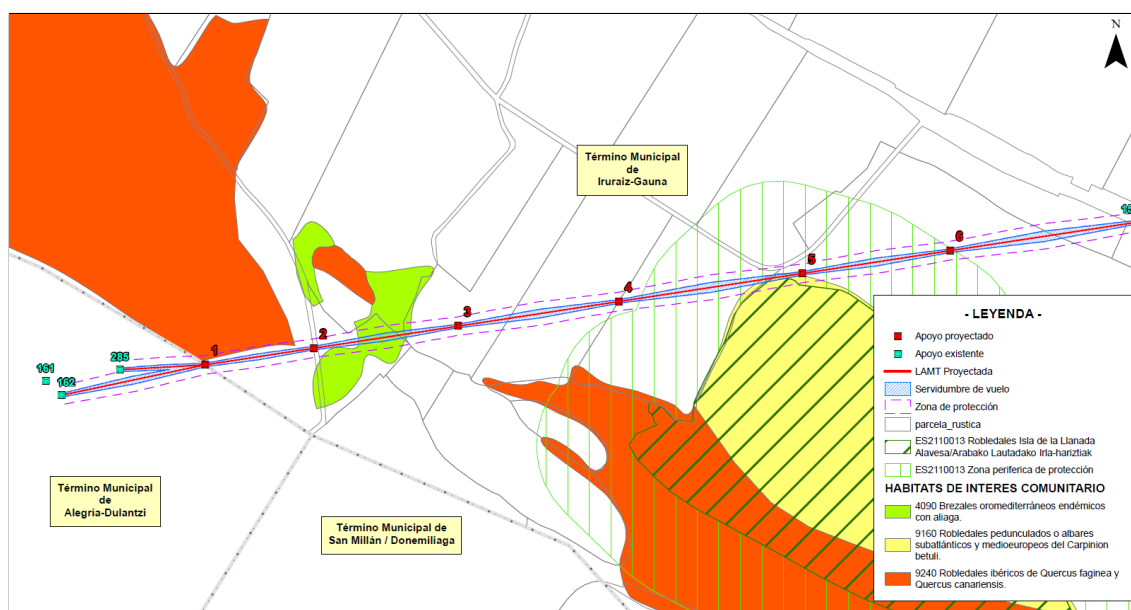 N
Término Municipal
de
Iruraiz-Gauna
15
6
5
4
3
2
1
285
161
162
Término Municipal
de
Alegría-Dulantzi
Término Municipal de
San Millán / Donemiliaga
- LEYENDA -
Apoyo proyectado
Apoyo existente
LAMT Proyectada
Servidumbre de vuelo
Zona de protección
parcela_rustica
ES2110013 Robledales Isla de la Llanada
Alavesa/Arabako Lautadako Irla-hariztiak
ES2110013 Zona periferica de protección
HABITATS DE INTERES COMUNITARIO
4090 Brezales oromediterráneos endémicos
con aliaga.
9160 Robledales pedunculados o albares
subatlánticos y medioeuropeos del Carpinion
betuli.
9240 Robledales ibéricos de Quercus faginea y
Quercus canariensis.